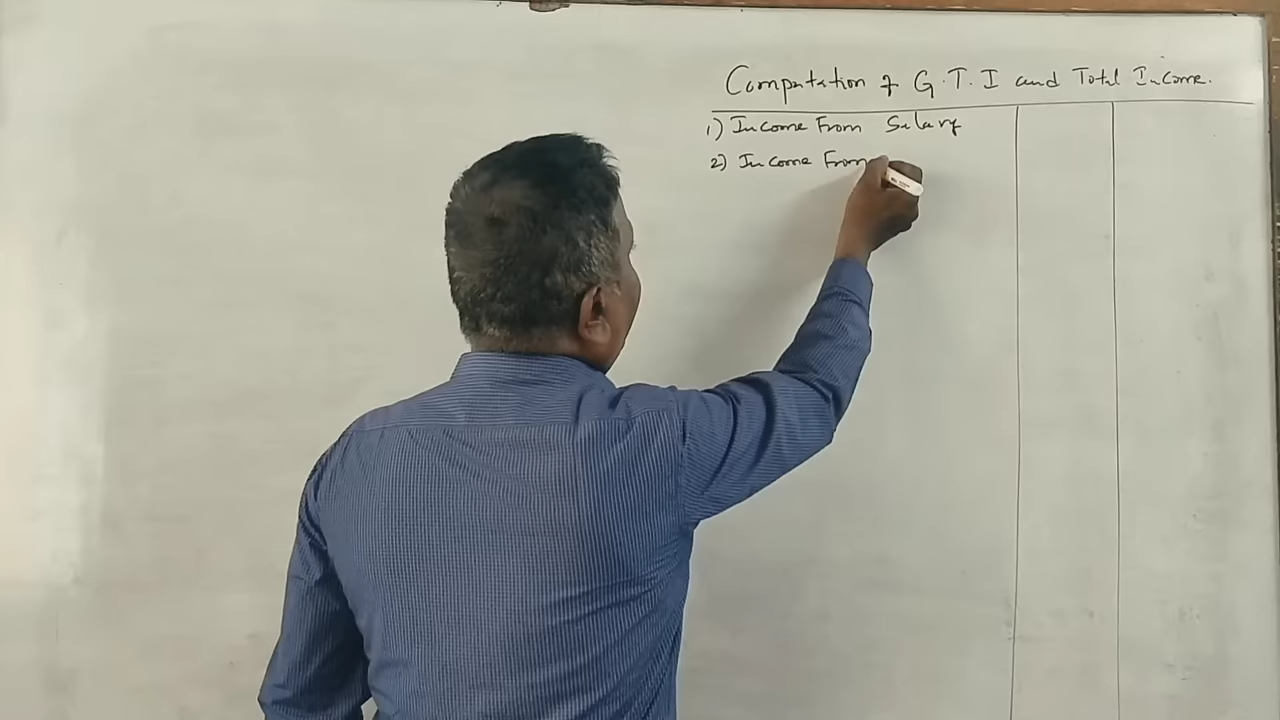 Computation of G.T.I and Total Income.
1) Income From Salary
2) Income From